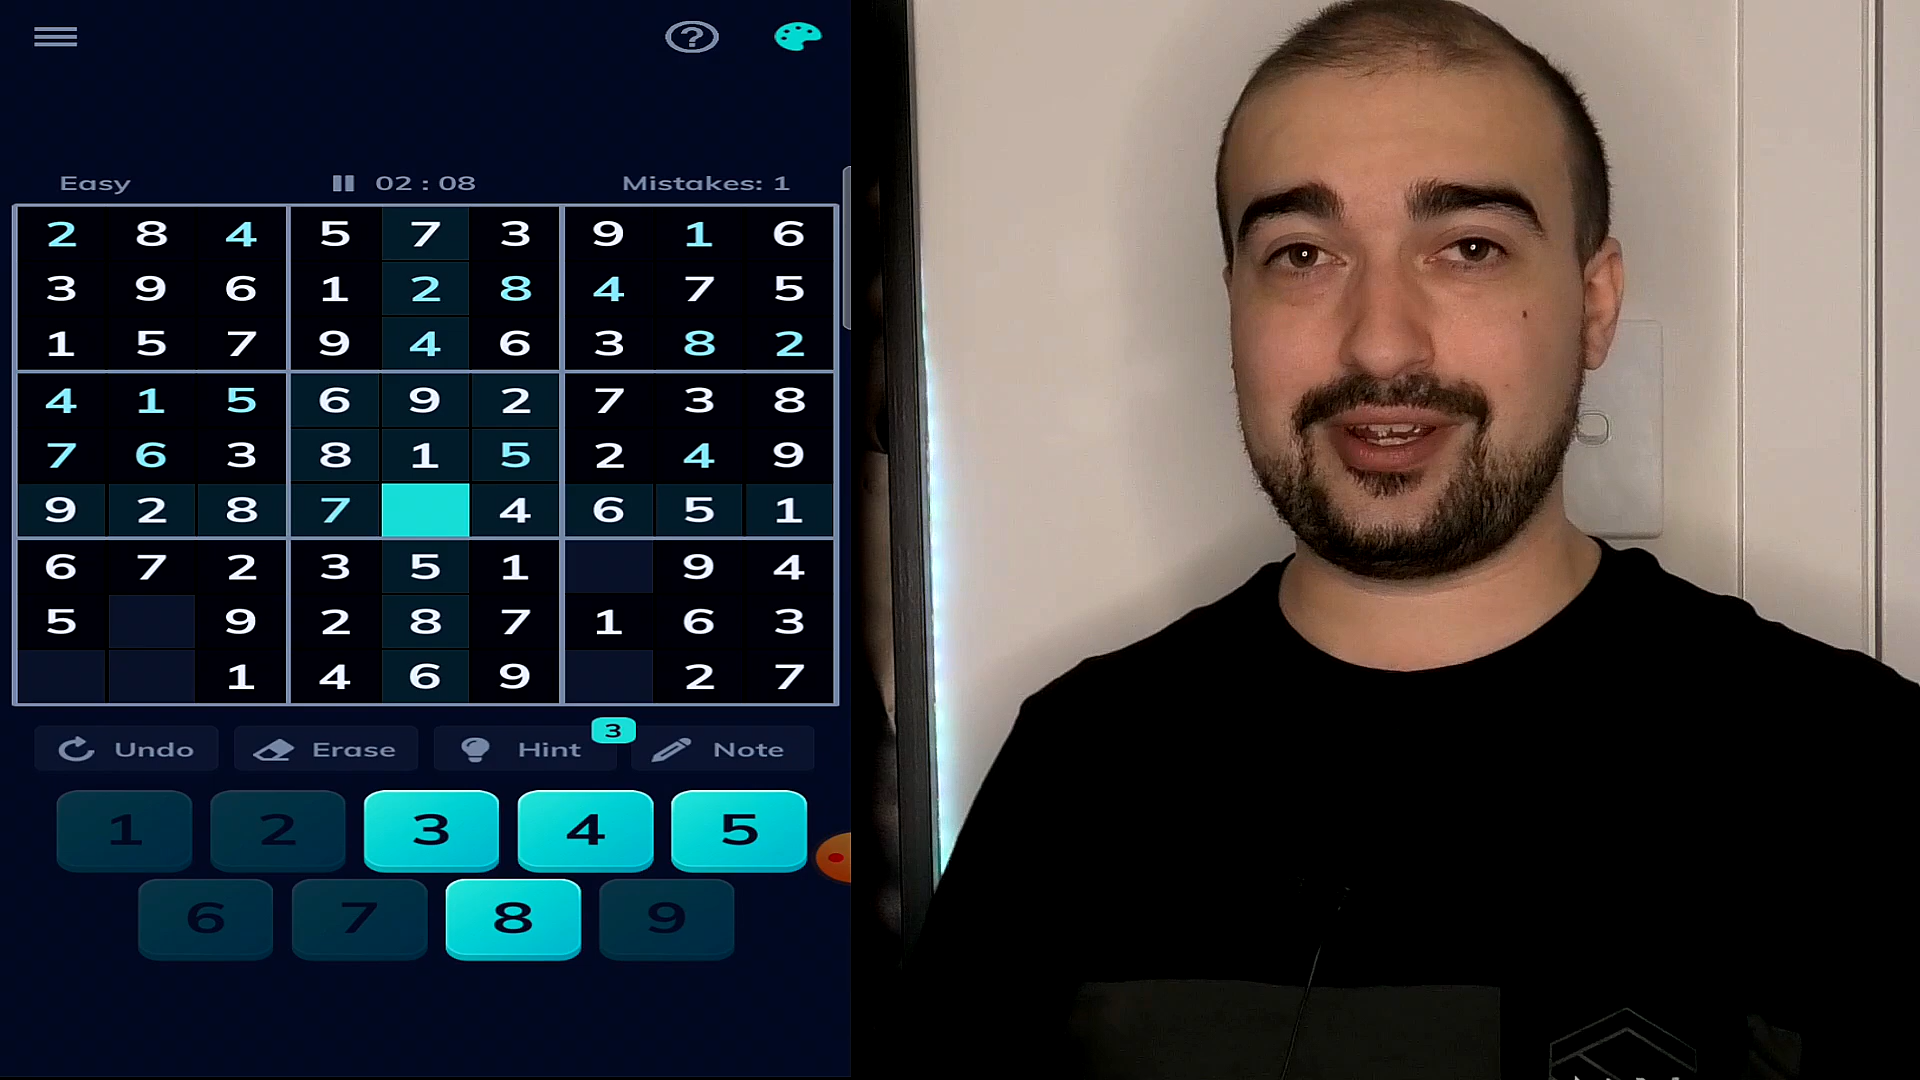 ?
Easy 02 : 08 Mistakes: 1
2 8 4 5 7 3 9 1 6
3 9 6 1 2 8 4 7 5
1 5 7 9 4 6 3 8 2
4 1 5 6 9 2 7 3 8
7 6 3 8 1 5 2 4 9
9 2 8 7 4 6 5 1
6 7 2 3 5 1 9 4
5 9 2 8 7 1 6 3
1 4 6 9 2 7
Undo Erase Hint 3 Note
1 2 3 4 5
6 7 8 9